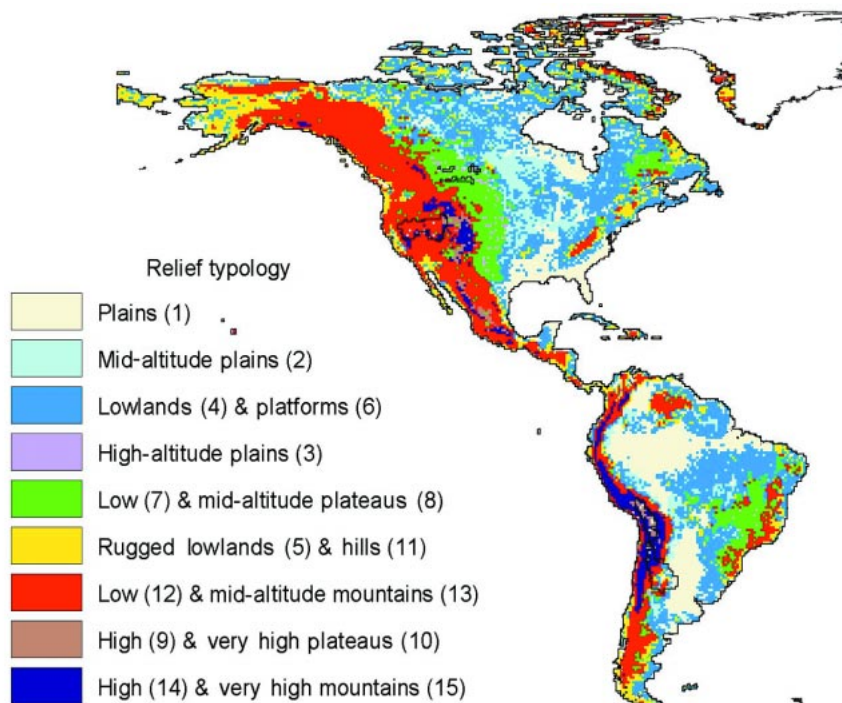 Relief typology
Plains (1)
Mid-altitude plains (2)
Lowlands (4) & platforms (6)
High-altitude plains (3)
Low (7) & mid-altitude plateaus (8)
Rugged lowlands (5) & hills (11)
Low (12) & mid-altitude mountains (13)
High (9) & very high plateaus (10)
High (14) & very high mountains (15)